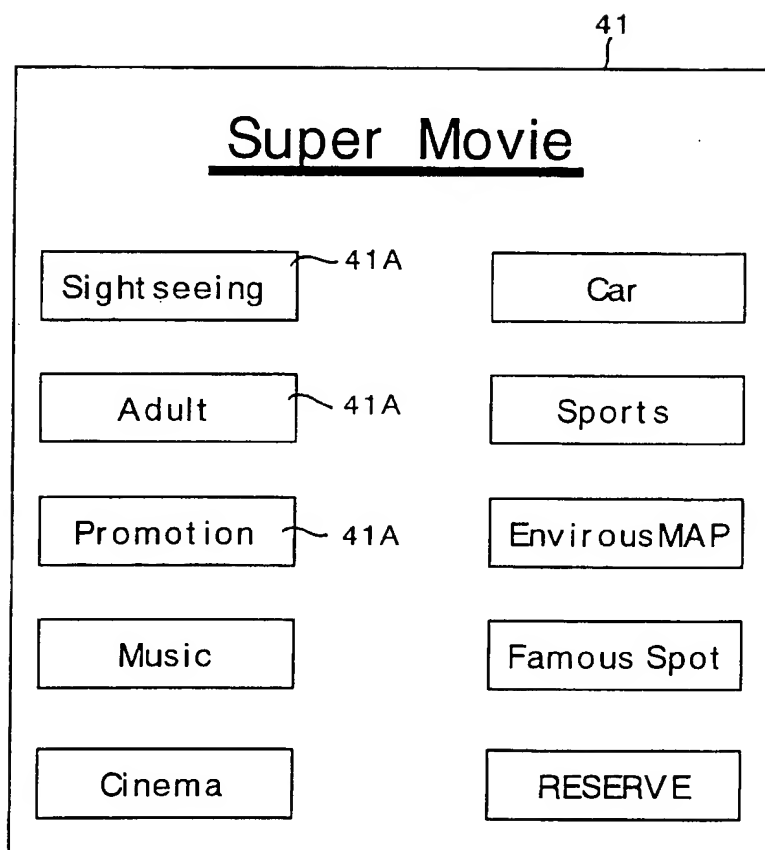 41
Super Movie
Sightseeing 41A Car
Adult 41A Sports
Promotion 41A EnvirousMAP
Music Famous Spot
Cinema RESERVE